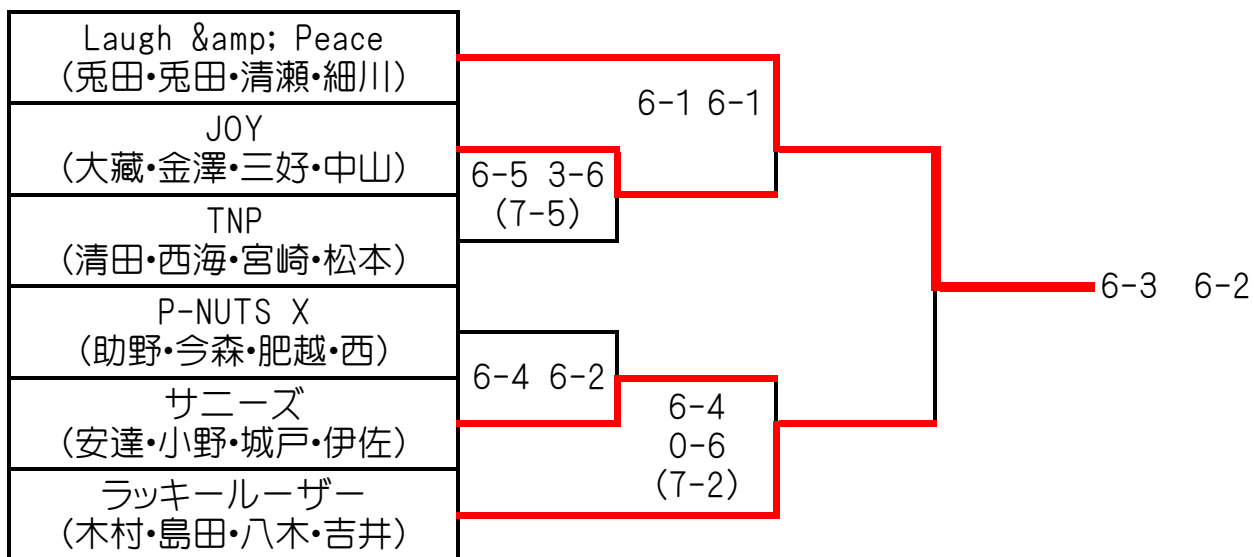 Laugh &amp; Peace
(兎田・兎田・清瀬・細川)
JOY
(大藏・金澤・三好・中山)
TNP
(清田・西海・宮崎・松本)
P-NUTS X
(助野・今森・肥越・西)
サニーズ
(安達・小野・城戸・伊佐)
ラッキールーザー
(木村・島田・八木・吉井)
6-5 3-6
(7-5)
6-4 6-2
6-1 6-1
6-4
0-6
(7-2)
6-3 6-2